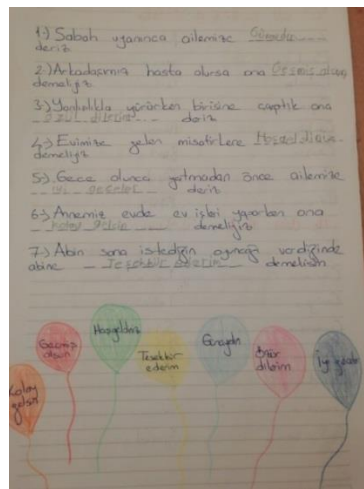 1-) Sabah uyanınca ailemize Günaydın
deriz
2-) Arkadaşımız hasta olursa ona Geçmiş olsun
demeliyiz
3-) Yanlışlıkla yürürken birisine çarptık ona
özür dilerim deriz
4-) Evimize gelen misafirlere Hoşgeldiniz
demeliyiz
5-) Gece olunca yatmadan önce ailemize
iyi geceler deriz
6-) Annemiz evde ev işleri yaparken ona
kolay gelsin demeliyiz
7-) Abin sana istediğin oyuncağı verdiğinde
abine Teşekkür ederim demelisin
Kolay
gelsin
Geçmiş
olsun
Hoşgeldiniz
Teşekkür
ederim
Günaydın
Özür
dilerim
İyi geceler